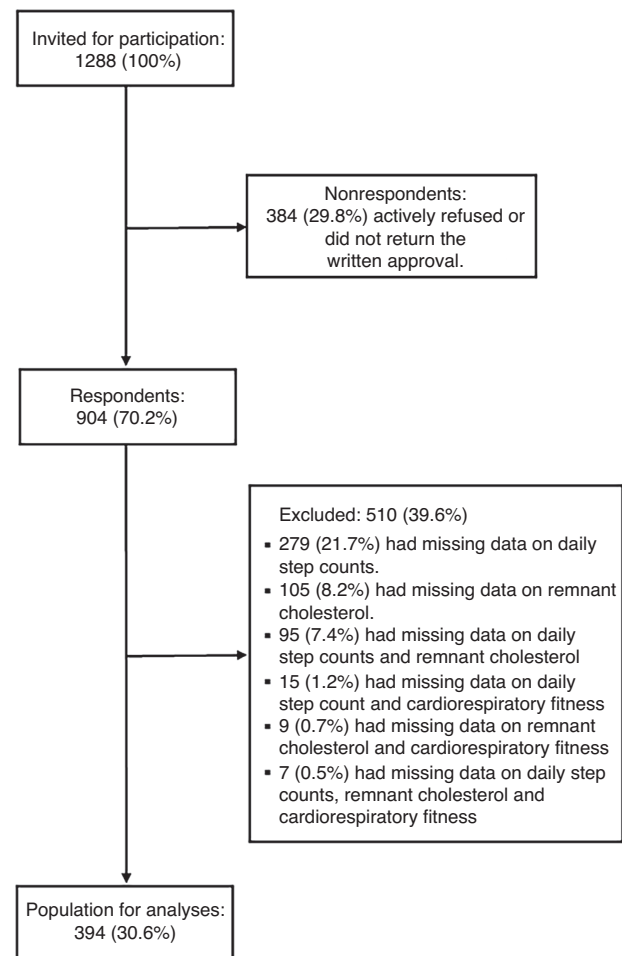 Invited for participation:
1288 (100%)
Nonrespondents:
384 (29.8%) actively refused or
did not return the
written approval.
Respondents:
904 (70.2%)
Excluded: 510 (39.6%)
▪ 279 (21.7%) had missing data on daily
step counts.
▪ 105 (8.2%) had missing data on remnant
cholesterol.
▪ 95 (7.4%) had missing data on daily
step counts and remnant cholesterol
▪ 15 (1.2%) had missing data on daily
step count and cardiorespiratory fitness
▪ 9 (0.7%) had missing data on remnant
cholesterol and cardiorespiratory fitness
▪ 7 (0.5%) had missing data on daily step
counts, remnant cholesterol and
cardiorespiratory fitness
Population for analyses:
394 (30.6%)